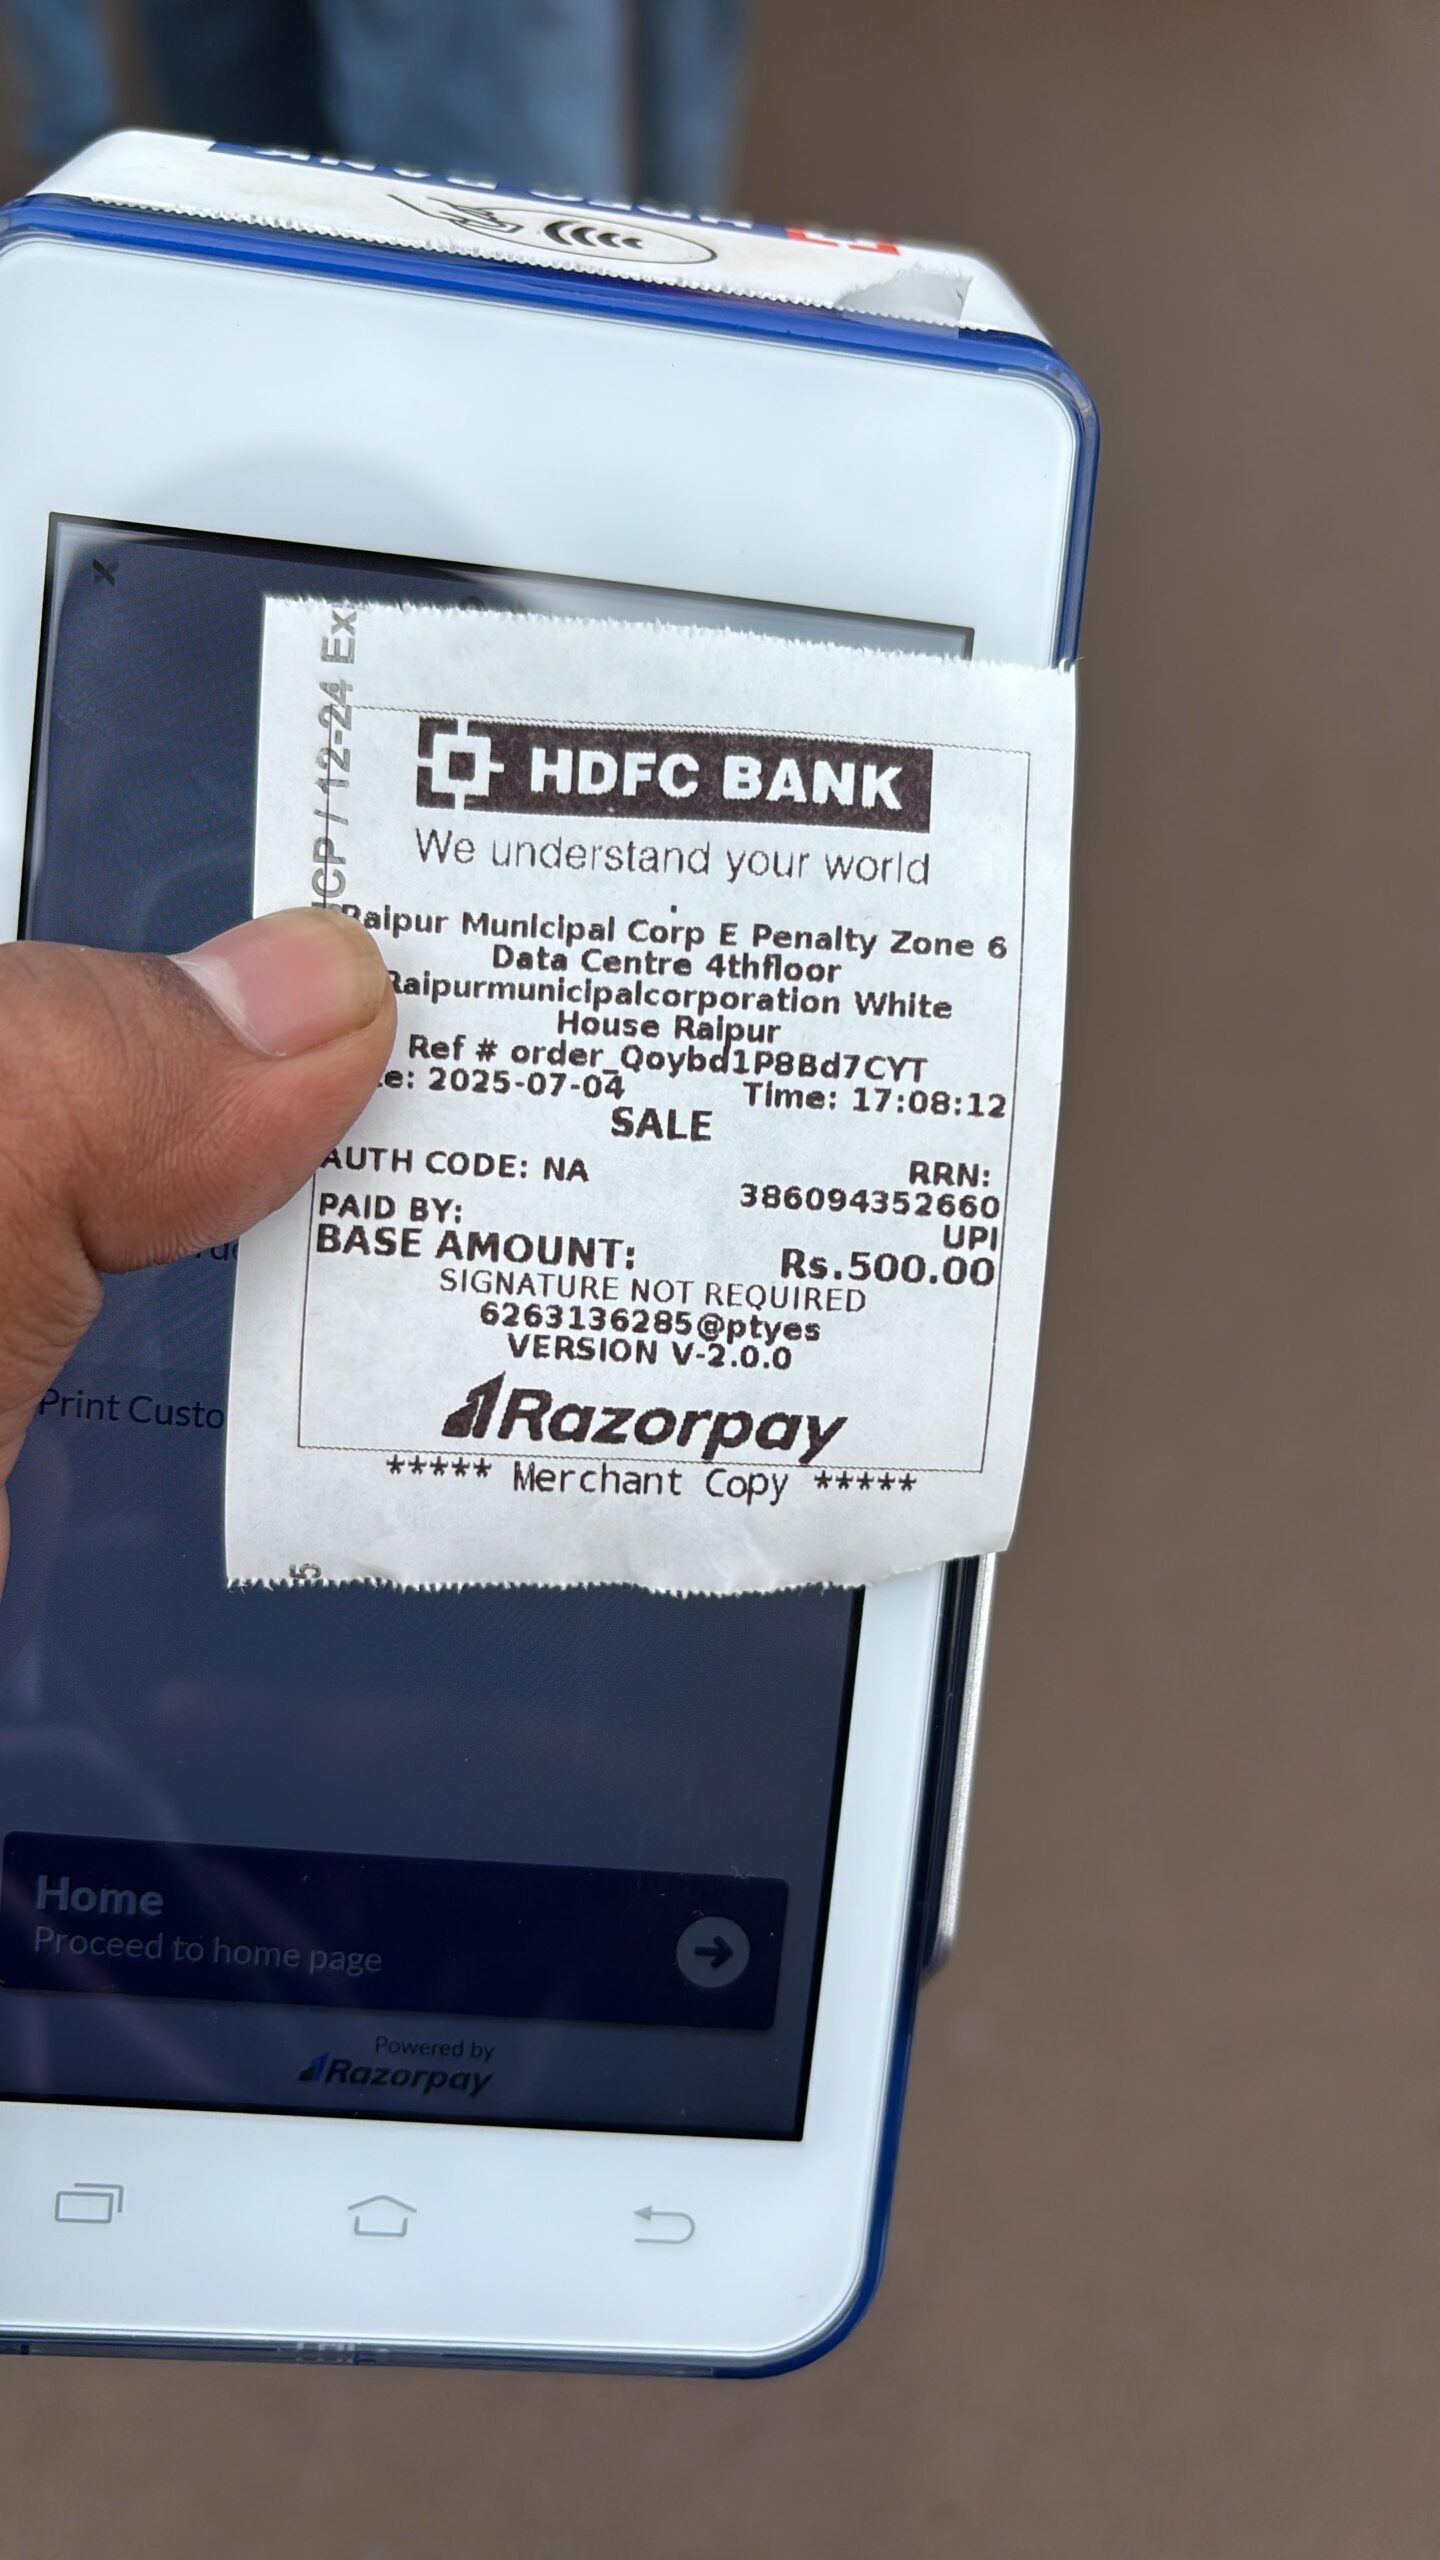 HDFC BANK
We understand your world
Raipur Municipal Corp E Penalty Zone 6
Data Centre 4thfloor
Raipurmunicipalcorporation White
House Raipur
Ref # order_Qoybd1P8Bd7CYT
2025-07-04 Time: 17:08:12
SALE
AUTH CODE: NA RRN:
386094352660
PAID BY: UPI
BASE AMOUNT: Rs.500.00
SIGNATURE NOT REQUIRED
6263136285@ptyes
VERSION V-2.0.0
Razorpay
***** Merchant Copy *****
12-24
Print
Home
Proceed to home page
Powered by
Razorpay